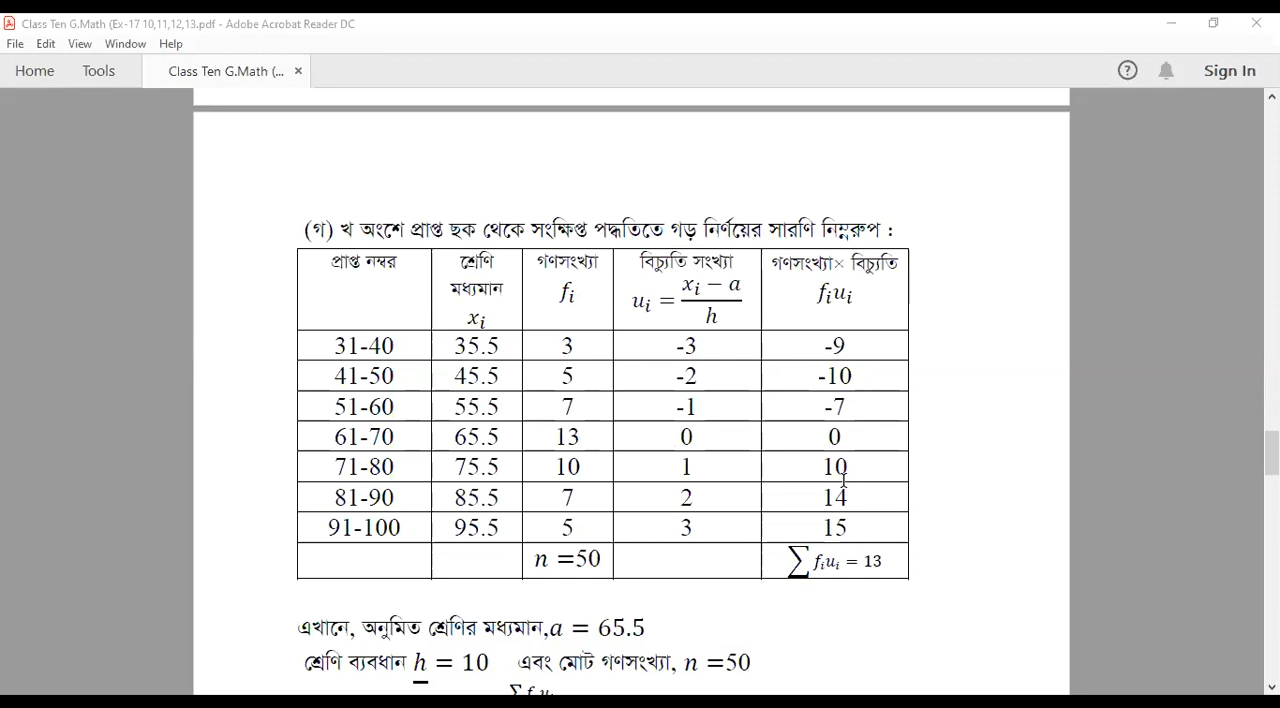 Class Ten G.Math (Ex-17 10,11,12,13.pdf - Adobe Acrobat Reader DC
File Edit View Window Help
Home Tools Class Ten G.Math (... × ? Sign In
(গ) খ অংশে প্রাপ্ত ছক থেকে সংক্ষিপ্ত পদ্ধতিতে গড় নির্ণয়ের সারণি নিম্নরুপ :
প্রাপ্ত নম্বর শ্রেণি মধ্যমান xᵢ গণসংখ্যা fᵢ বিচ্যুতি সংখ্যা uᵢ = (xᵢ − a)/h গণসংখ্যা× বিচ্যুতি fᵢuᵢ
31-40 35.5 3 -3 -9
41-50 45.5 5 -2 -10
51-60 55.5 7 -1 -7
61-70 65.5 13 0 0
71-80 75.5 10 1 10
81-90 85.5 7 2 14
91-100 95.5 5 3 15
n =50 ∑ fᵢuᵢ = 13
এখানে, অনুমিত শ্রেণির মধ্যমান,a = 65.5
শ্রেণি ব্যবধান h = 10 এবং মোট গণসংখ্যা, n =50